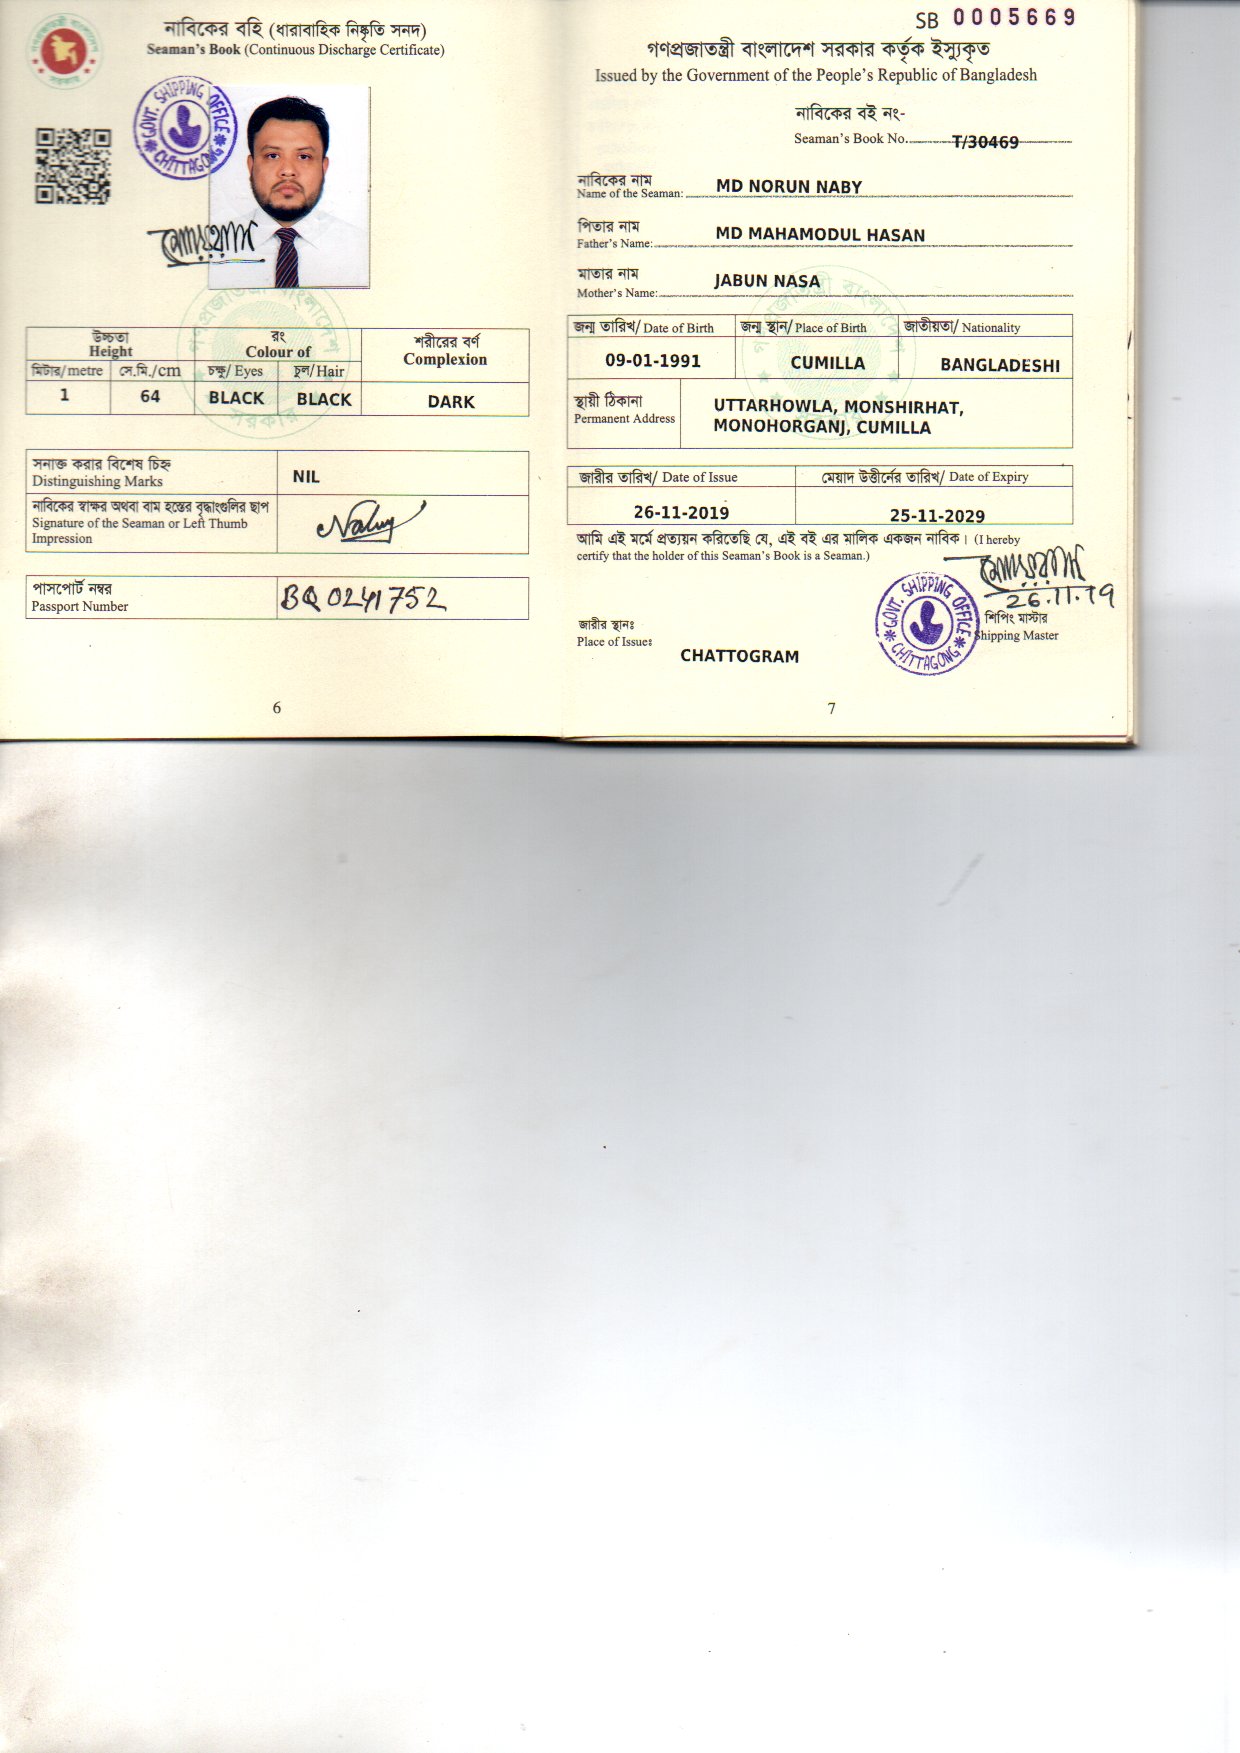 নাবিকের বহি (ধারাবাহিক নিষ্কৃতি সনদ)
Seaman's Book (Continuous Discharge Certificate)
GOVT. SHIPPING OFFICE
CHITTAGONG
উচ্চতা
Height
রং
Colour of
শরীরের বর্ণ
Complexion
মিটার/metre সে.মি./cm চক্ষু/ Eyes চুল/ Hair
1 64 BLACK BLACK DARK
সনাক্ত করার বিশেষ চিহ্ন
Distinguishing Marks
NIL
নাবিকের স্বাক্ষর অথবা বাম হস্তের বৃদ্ধাংগুলির ছাপ
Signature of the Seaman or Left Thumb
Impression
পাসপোর্ট নম্বর
Passport Number
BQ 0241752
6
SB 0005669
গণপ্রজাতন্ত্রী বাংলাদেশ সরকার কর্তৃক ইস্যুকৃত
Issued by the Government of the People's Republic of Bangladesh
নাবিকের বই নং-
Seaman's Book No. T/30469
নাবিকের নাম
Name of the Seaman: MD NORUN NABY
পিতার নাম
Father's Name: MD MAHAMODUL HASAN
মাতার নাম
Mother's Name: JABUN NASA
জন্ম তারিখ/ Date of Birth জন্ম স্থান/ Place of Birth জাতীয়তা/ Nationality
09-01-1991 CUMILLA BANGLADESHI
স্থায়ী ঠিকানা
Permanent Address
UTTARHOWLA, MONSHIRHAT,
MONOHORGANJ, CUMILLA
জারীর তারিখ/ Date of Issue মেয়াদ উত্তীর্নের তারিখ/ Date of Expiry
26-11-2019 25-11-2029
আমি এই মর্মে প্রত্যয়ন করিতেছি যে, এই বই এর মালিক একজন নাবিক। (I hereby
certify that the holder of this Seaman's Book is a Seaman.)
26.11.19
শিপিং মাস্টার
Shipping Master
GOVT. SHIPPING OFFICE
CHITTAGONG
জারীর স্থানঃ
Place of Issueঃ
CHATTOGRAM
7